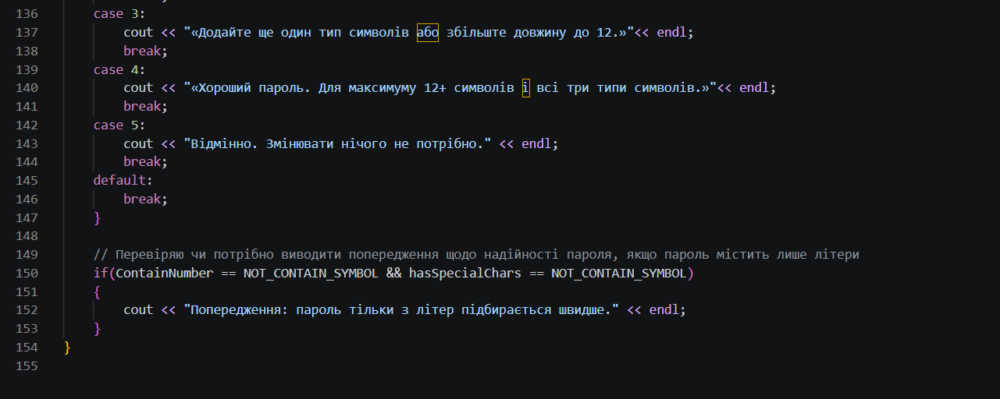 136 case 3:
137 cout << "«Додайте ще один тип символів або збільште довжину до 12.»"<< endl;
138 break;
139 case 4:
140 cout << "«Хороший пароль. Для максимуму 12+ символів і всі три типи символів.»"<< endl;
141 break;
142 case 5:
143 cout << "Відмінно. Змінювати нічого не потрібно." << endl;
144 break;
145 default:
146 break;
147 }
148
149 // Перевіряю чи потрібно виводити попередження щодо надійності пароля, якщо пароль містить лише літери
150 if(ContainNumber == NOT_CONTAIN_SYMBOL && hasSpecialChars == NOT_CONTAIN_SYMBOL)
151 {
152 cout << "Попередження: пароль тільки з літер підбирається швидше." << endl;
153 }
154 }
155